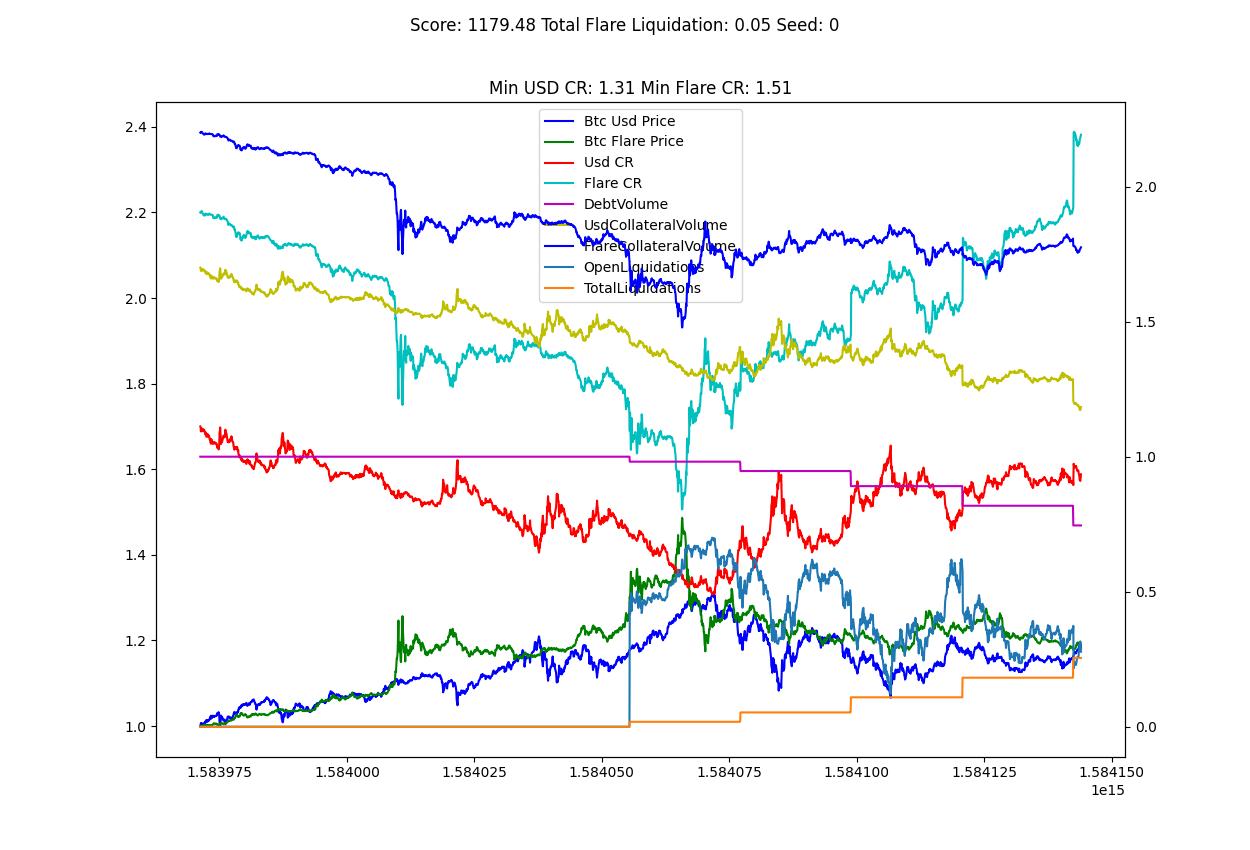 Score: 1179.48 Total Flare Liquidation: 0.05 Seed: 0
Min USD CR: 1.31 Min Flare CR: 1.51
Btc Usd Price
Btc Flare Price
Usd CR
Flare CR
DebtVolume
UsdCollateralVolume
FlareCollateralVolume
OpenLiquidations
TotalLiquidations
2.4
2.2
2.0
1.8
1.6
1.4
1.2
1.0
2.0
1.5
1.0
0.5
0.0
1.583975 1.584000 1.584025 1.584050 1.584075 1.584100 1.584125 1.584150
1e15